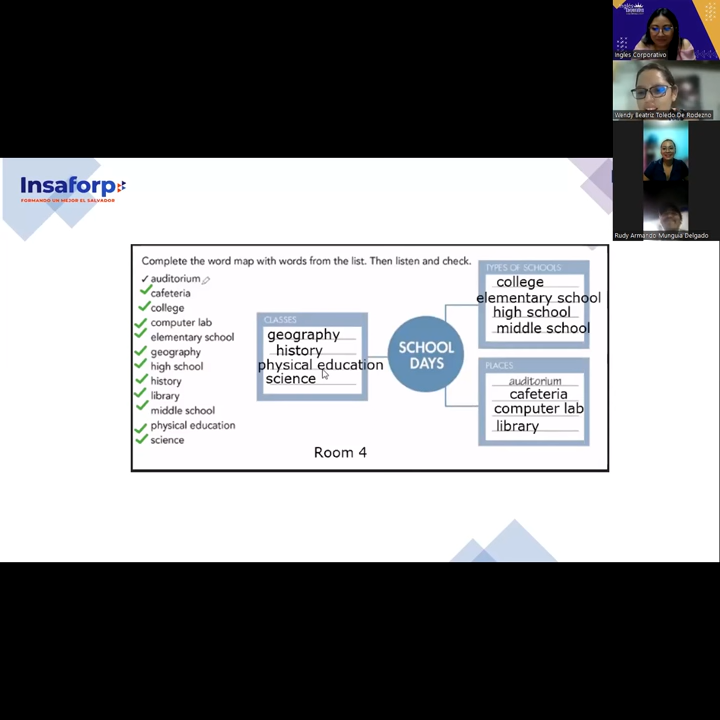 Inglés Corporativo
Wendy Beatriz Toledo De Rodezno
Rudy Armando Munguia Delgado
Insaforp
FORMANDO UN MEJOR EL SALVADOR
Complete the word map with words from the list. Then listen and check.
auditorium
cafeteria
college
computer lab
elementary school
geography
high school
history
library
middle school
physical education
science
CLASSES
geography
history
physical education
science
SCHOOL
DAYS
TYPES OF SCHOOLS
college
elementary school
high school
middle school
PLACES
auditorium
cafeteria
computer lab
library
Room 4